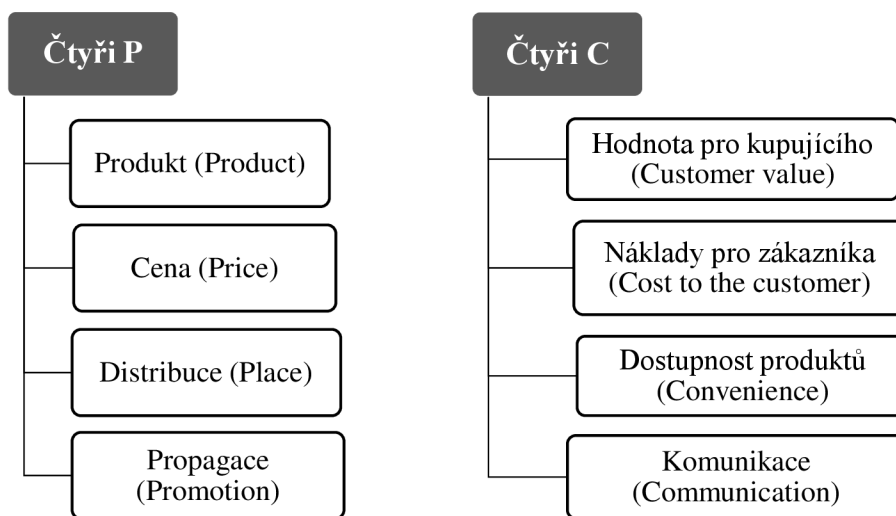 Čtyři P
Produkt (Product)
Cena (Price)
Distribuce (Place)
Propagace
(Promotion)
Čtyři C
Hodnota pro kupujícího
(Customer value)
Náklady pro zákazníka
(Cost to the customer)
Dostupnost produktů
(Convenience)
Komunikace
(Communication)